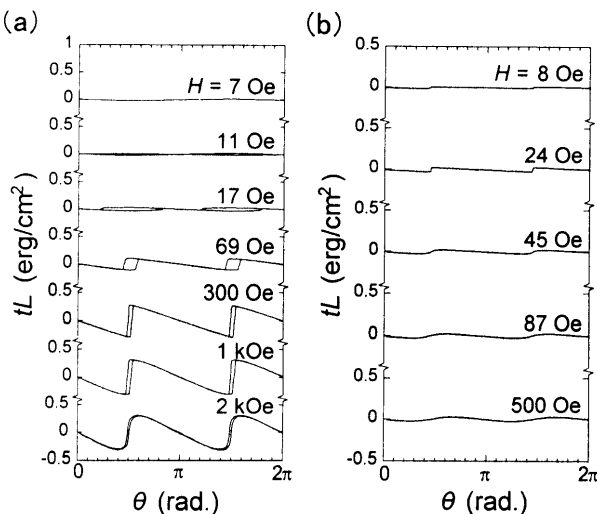 (a)
tL (erg/cm²)
1
0.5
0
H = 7 Oe
0.5
0
11 Oe
0.5
0
17 Oe
0.5
0
69 Oe
0.5
0
300 Oe
0.5
0
1 kOe
0.5
0
2 kOe
-0.5
0 π 2π
θ (rad.)
(b)
tL (erg/cm²)
0.5
0
H = 8 Oe
0.5
0
24 Oe
0.5
0
45 Oe
0.5
0
87 Oe
0.5
0
500 Oe
-0.5
0 π 2π
θ (rad.)